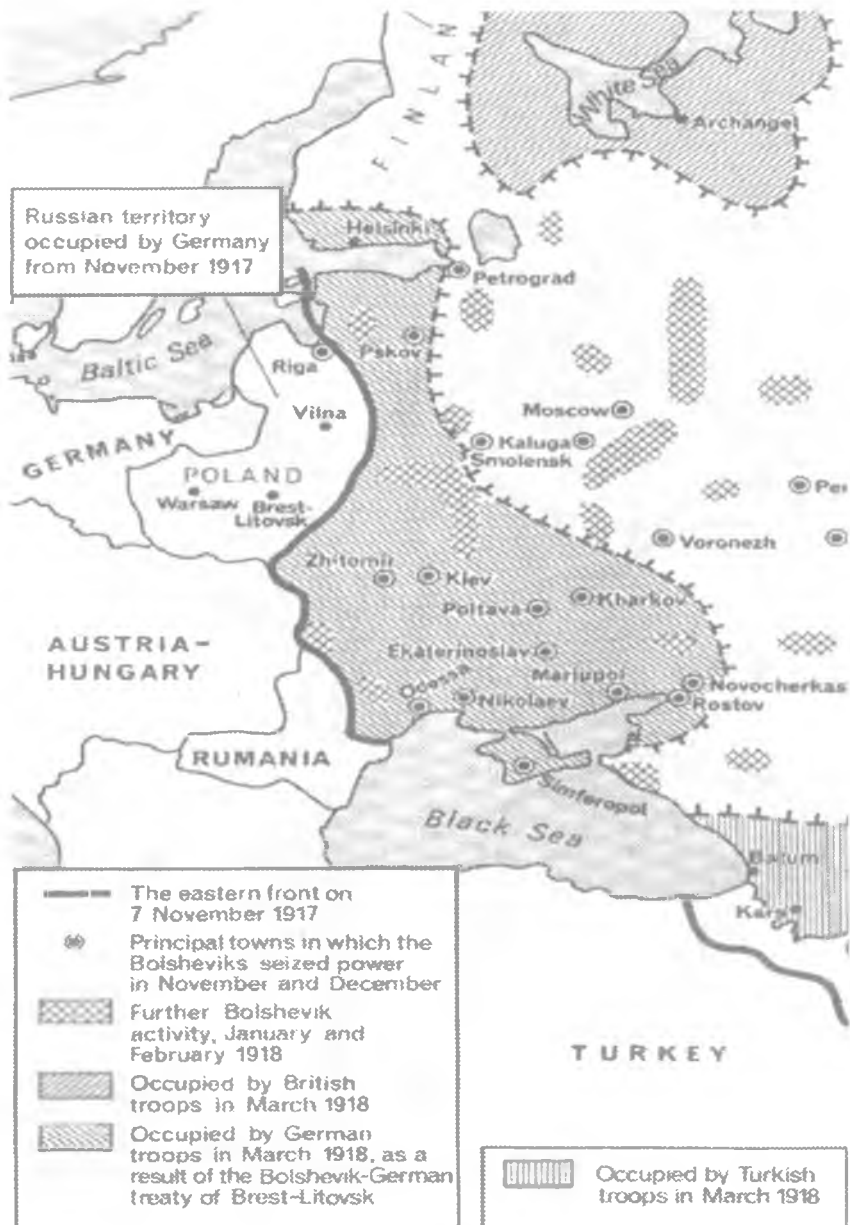 FINLAN
White Sea
Archangel
Russian territory
occupied by Germany
from November 1917
Helsinki
Petrograd
Baltic Sea
Riga
Pskov
Vilna
Moscow
Kaluga
Smolensk
GERMANY
POLAND
Warsaw
Brest-
Litovsk
Pe
Voronezh
Zhitomir
Kiev
Poltava
Kharkov
AUSTRIA-
HUNGARY
Ekaterinoslav
Mariupol
Odessa
Nikolaev
Novocherkas
Rostov
RUMANIA
Simferopol
Black Sea
Batum
Kars
The eastern front on
7 November 1917
Principal towns in which the
Bolsheviks seized power
in November and December
Further Bolshevik
activity, January and
February 1918
Occupied by British
troops in March 1918
Occupied by German
troops in March 1918, as a
result of the Bolshevik-German
treaty of Brest-Litovsk
TURKEY
Occupied by Turkish
troops in March 1918